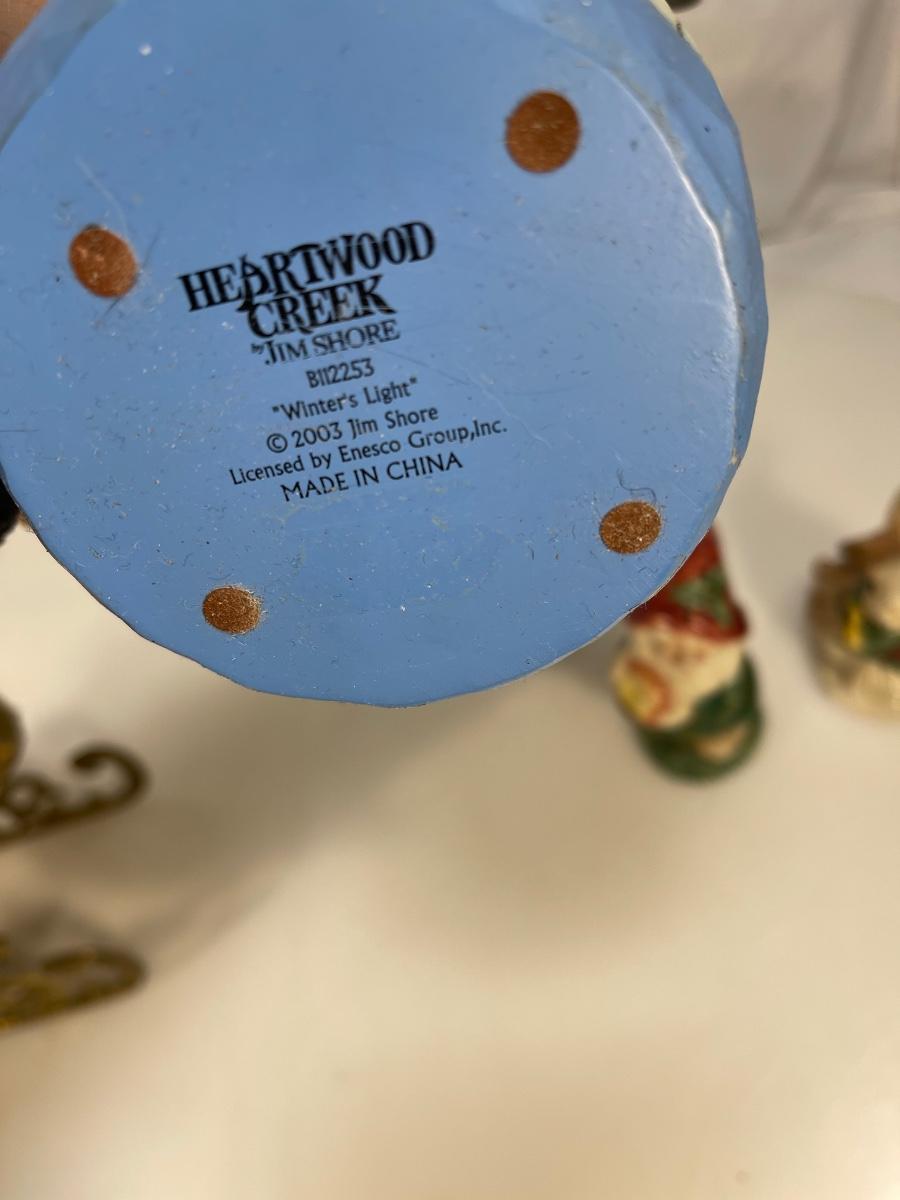 HEARTWOOD
CREEK
by JIM SHORE
B112253
"Winter's Light"
© 2003 Jim Shore
Licensed by Enesco Group,Inc.
MADE IN CHINA